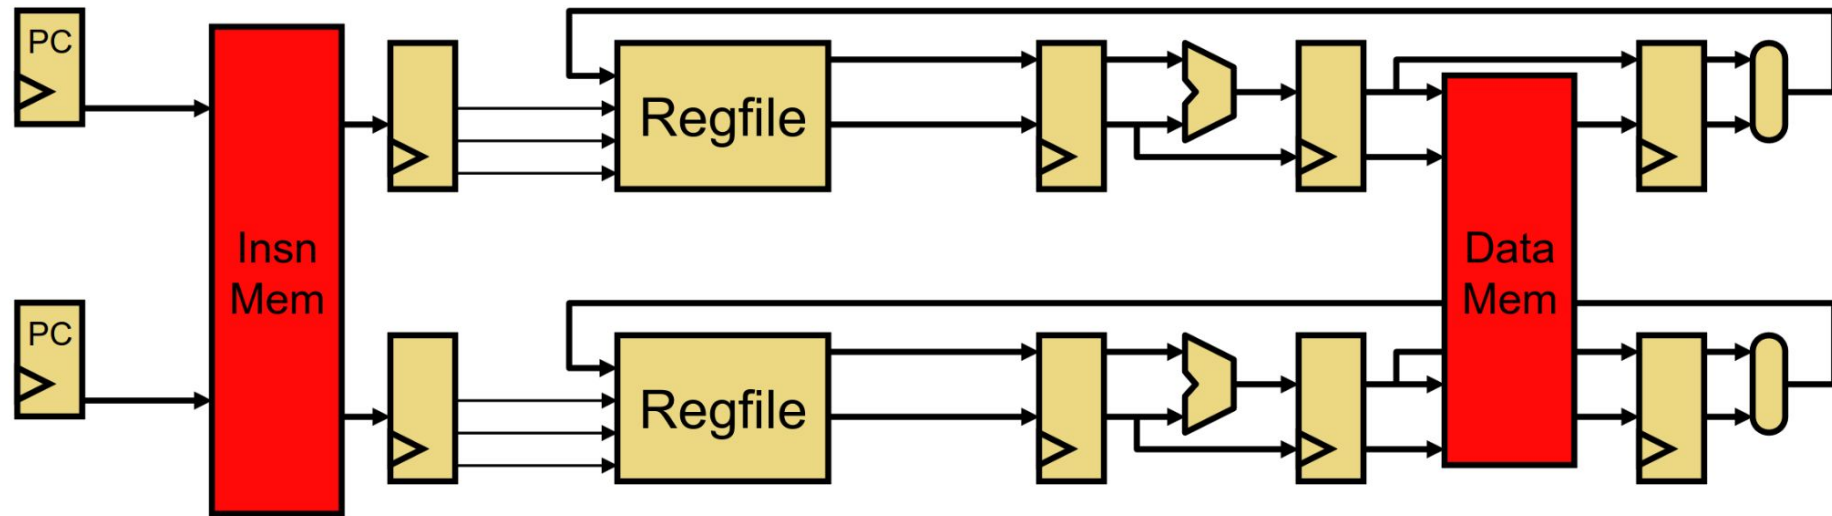 PC
Insn
Mem
Regfile
Data
Mem
PC
Regfile